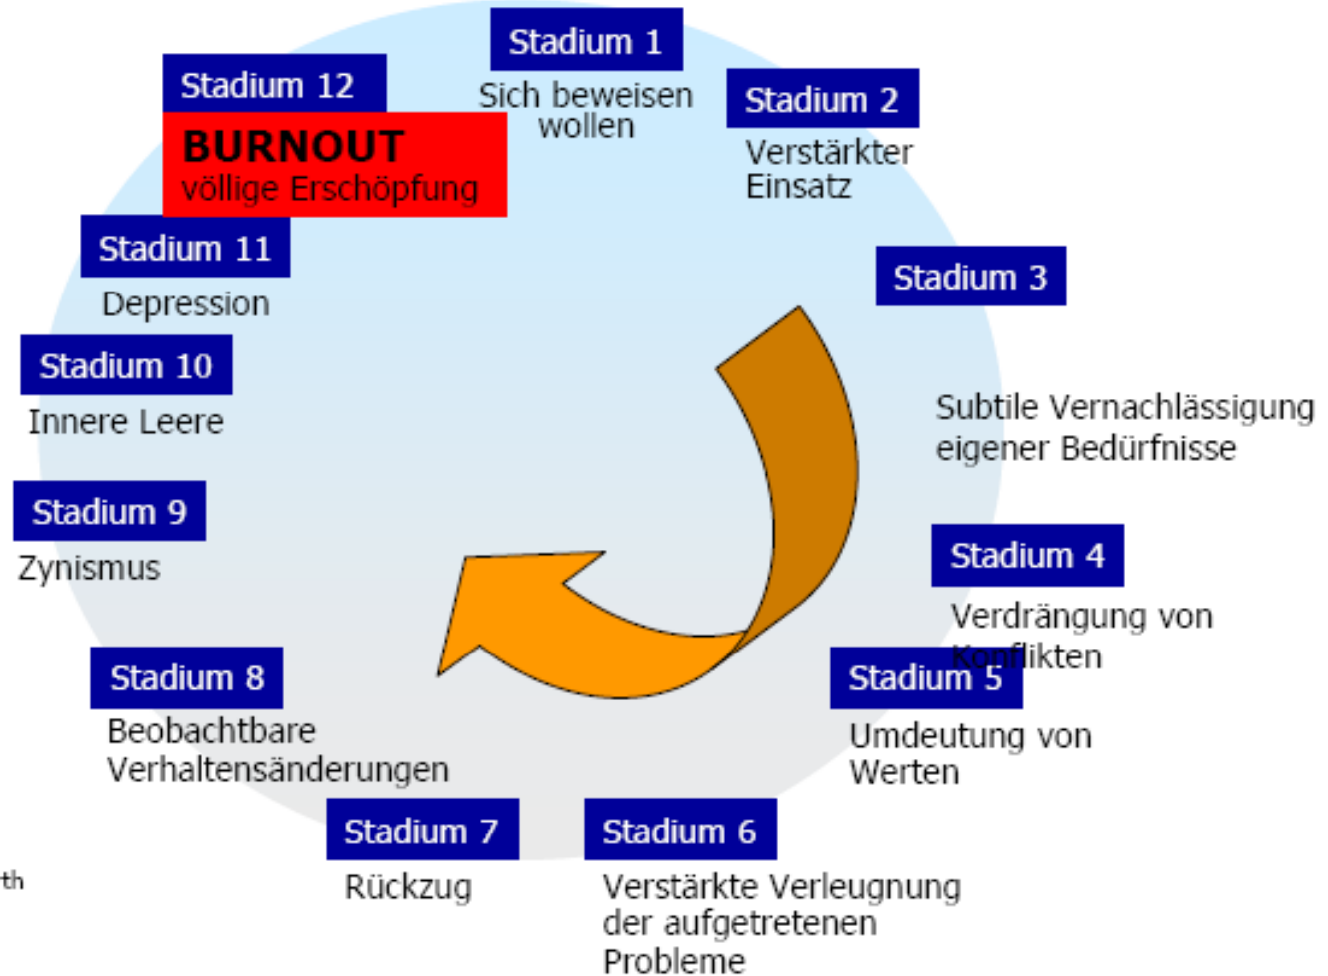 Stadium 1
Sich beweisen
wollen
Stadium 2
Verstärkter
Einsatz
Stadium 3
Subtile Vernachlässigung
eigener Bedürfnisse
Stadium 4
Verdrängung von
Konflikten
Stadium 5
Umdeutung von
Werten
Stadium 6
Verstärkte Verleugnung
der aufgetretenen
Probleme
Stadium 7
Rückzug
Stadium 8
Beobachtbare
Verhaltensänderungen
Stadium 9
Zynismus
Stadium 10
Innere Leere
Stadium 11
Depression
Stadium 12
BURNOUT
völlige Erschöpfung